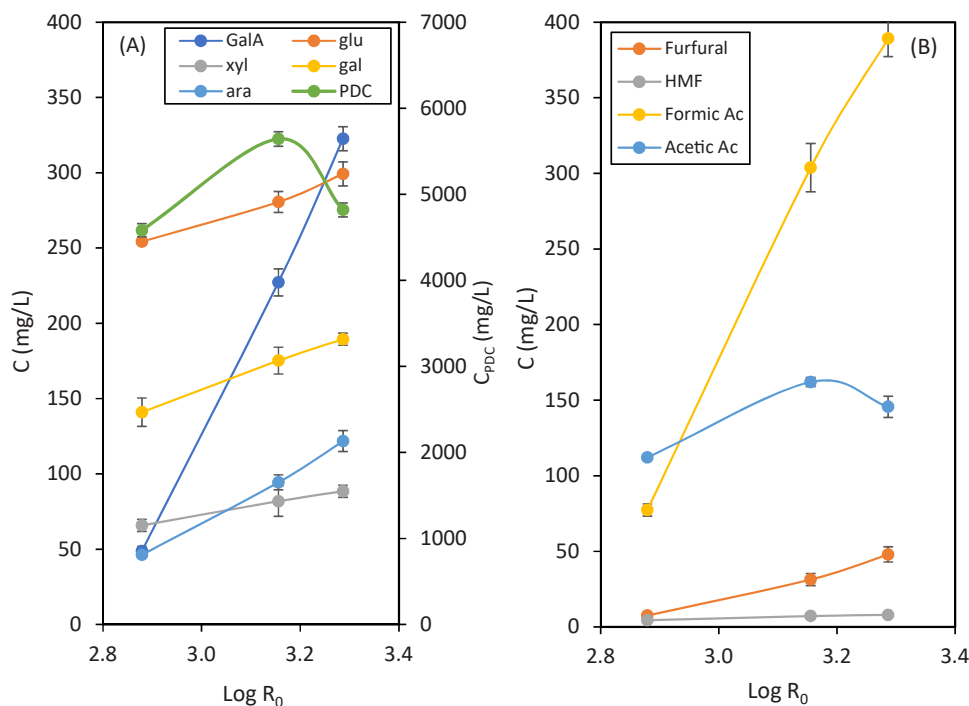 (A)
GalA glu
xyl gal
ara PDC
C (mg/L)
400
350
300
250
200
150
100
50
0
7000
6000
5000
4000
3000
2000
1000
0
C_PDC (mg/L)
2.8 3.0 3.2 3.4
Log R₀
(B)
Furfural
HMF
Formic Ac
Acetic Ac
C (mg/L)
400
350
300
250
200
150
100
50
0
2.8 3.0 3.2 3.4
Log R₀